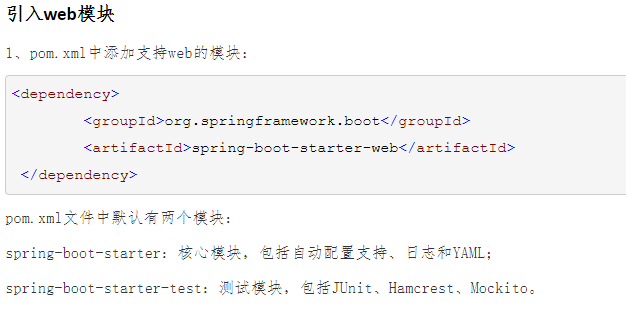 引入web模块
1、pom.xml中添加支持web的模块：
<dependency>
<groupId>org.springframework.boot</groupId>
<artifactId>spring-boot-starter-web</artifactId>
</dependency>
pom.xml文件中默认有两个模块：
spring-boot-starter：核心模块，包括自动配置支持、日志和YAML；
spring-boot-starter-test：测试模块，包括JUnit、Hamcrest、Mockito。